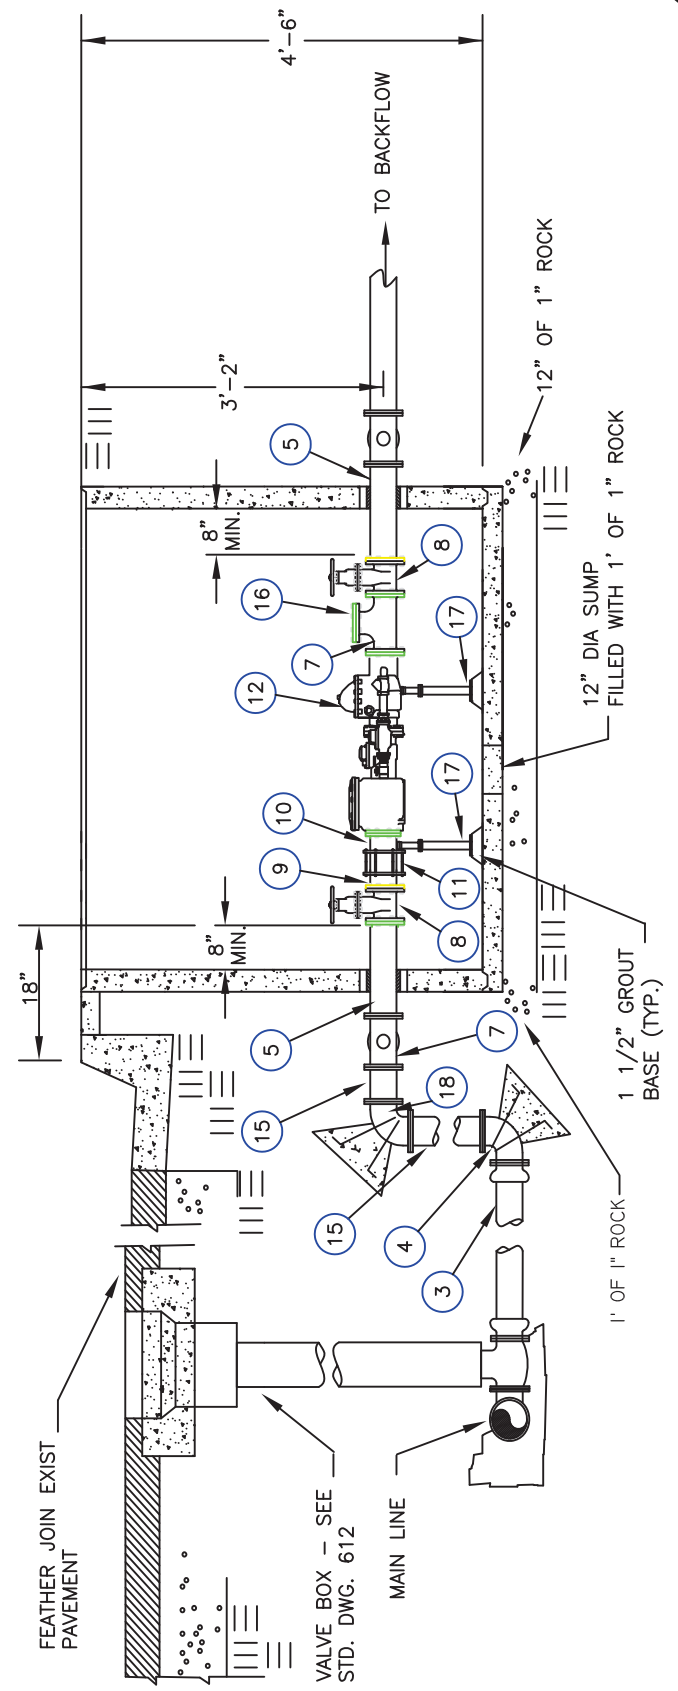 FEATHER JOIN EXIST
PAVEMENT
VALVE BOX – SEE
STD. DWG. 612
MAIN LINE
18"
8"
MIN.
8"
MIN.
3'-2"
4'-6"
TO BACKFLOW
15
5
9
10
12
7
16
5
8
17
17
11
8
7
18
15
4
3
12" OF 1" ROCK
12" DIA SUMP
FILLED WITH 1' OF 1" ROCK
1 1/2" GROUT
BASE (TYP.)
1' OF 1" ROCK